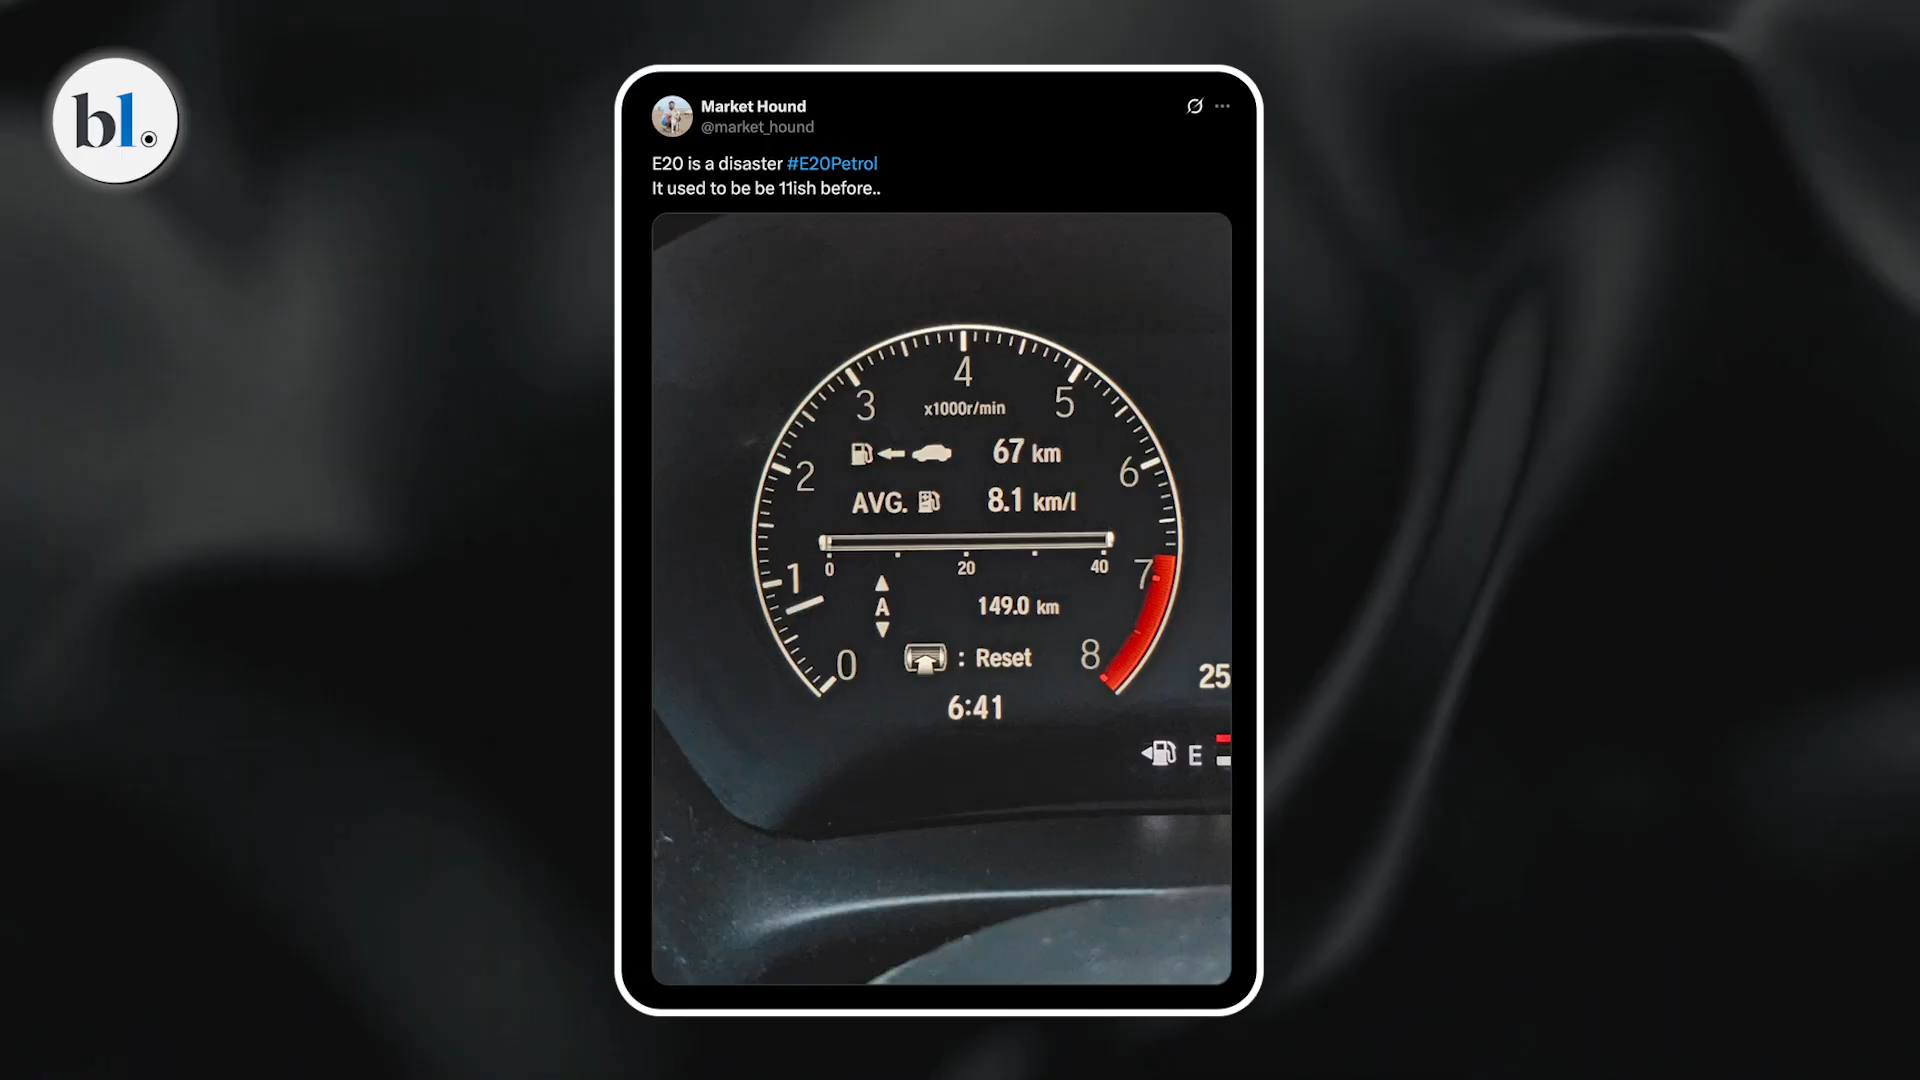 bl.
Market Hound
@market_hound
E20 is a disaster #E20Petrol
It used to be be 11ish before..
4
3 5
x1000r/min
67 km
2 6
AVG. 8.1 km/l
0 20 40
1 7
A 149.0 km
: Reset
0 8
6:41
25
E